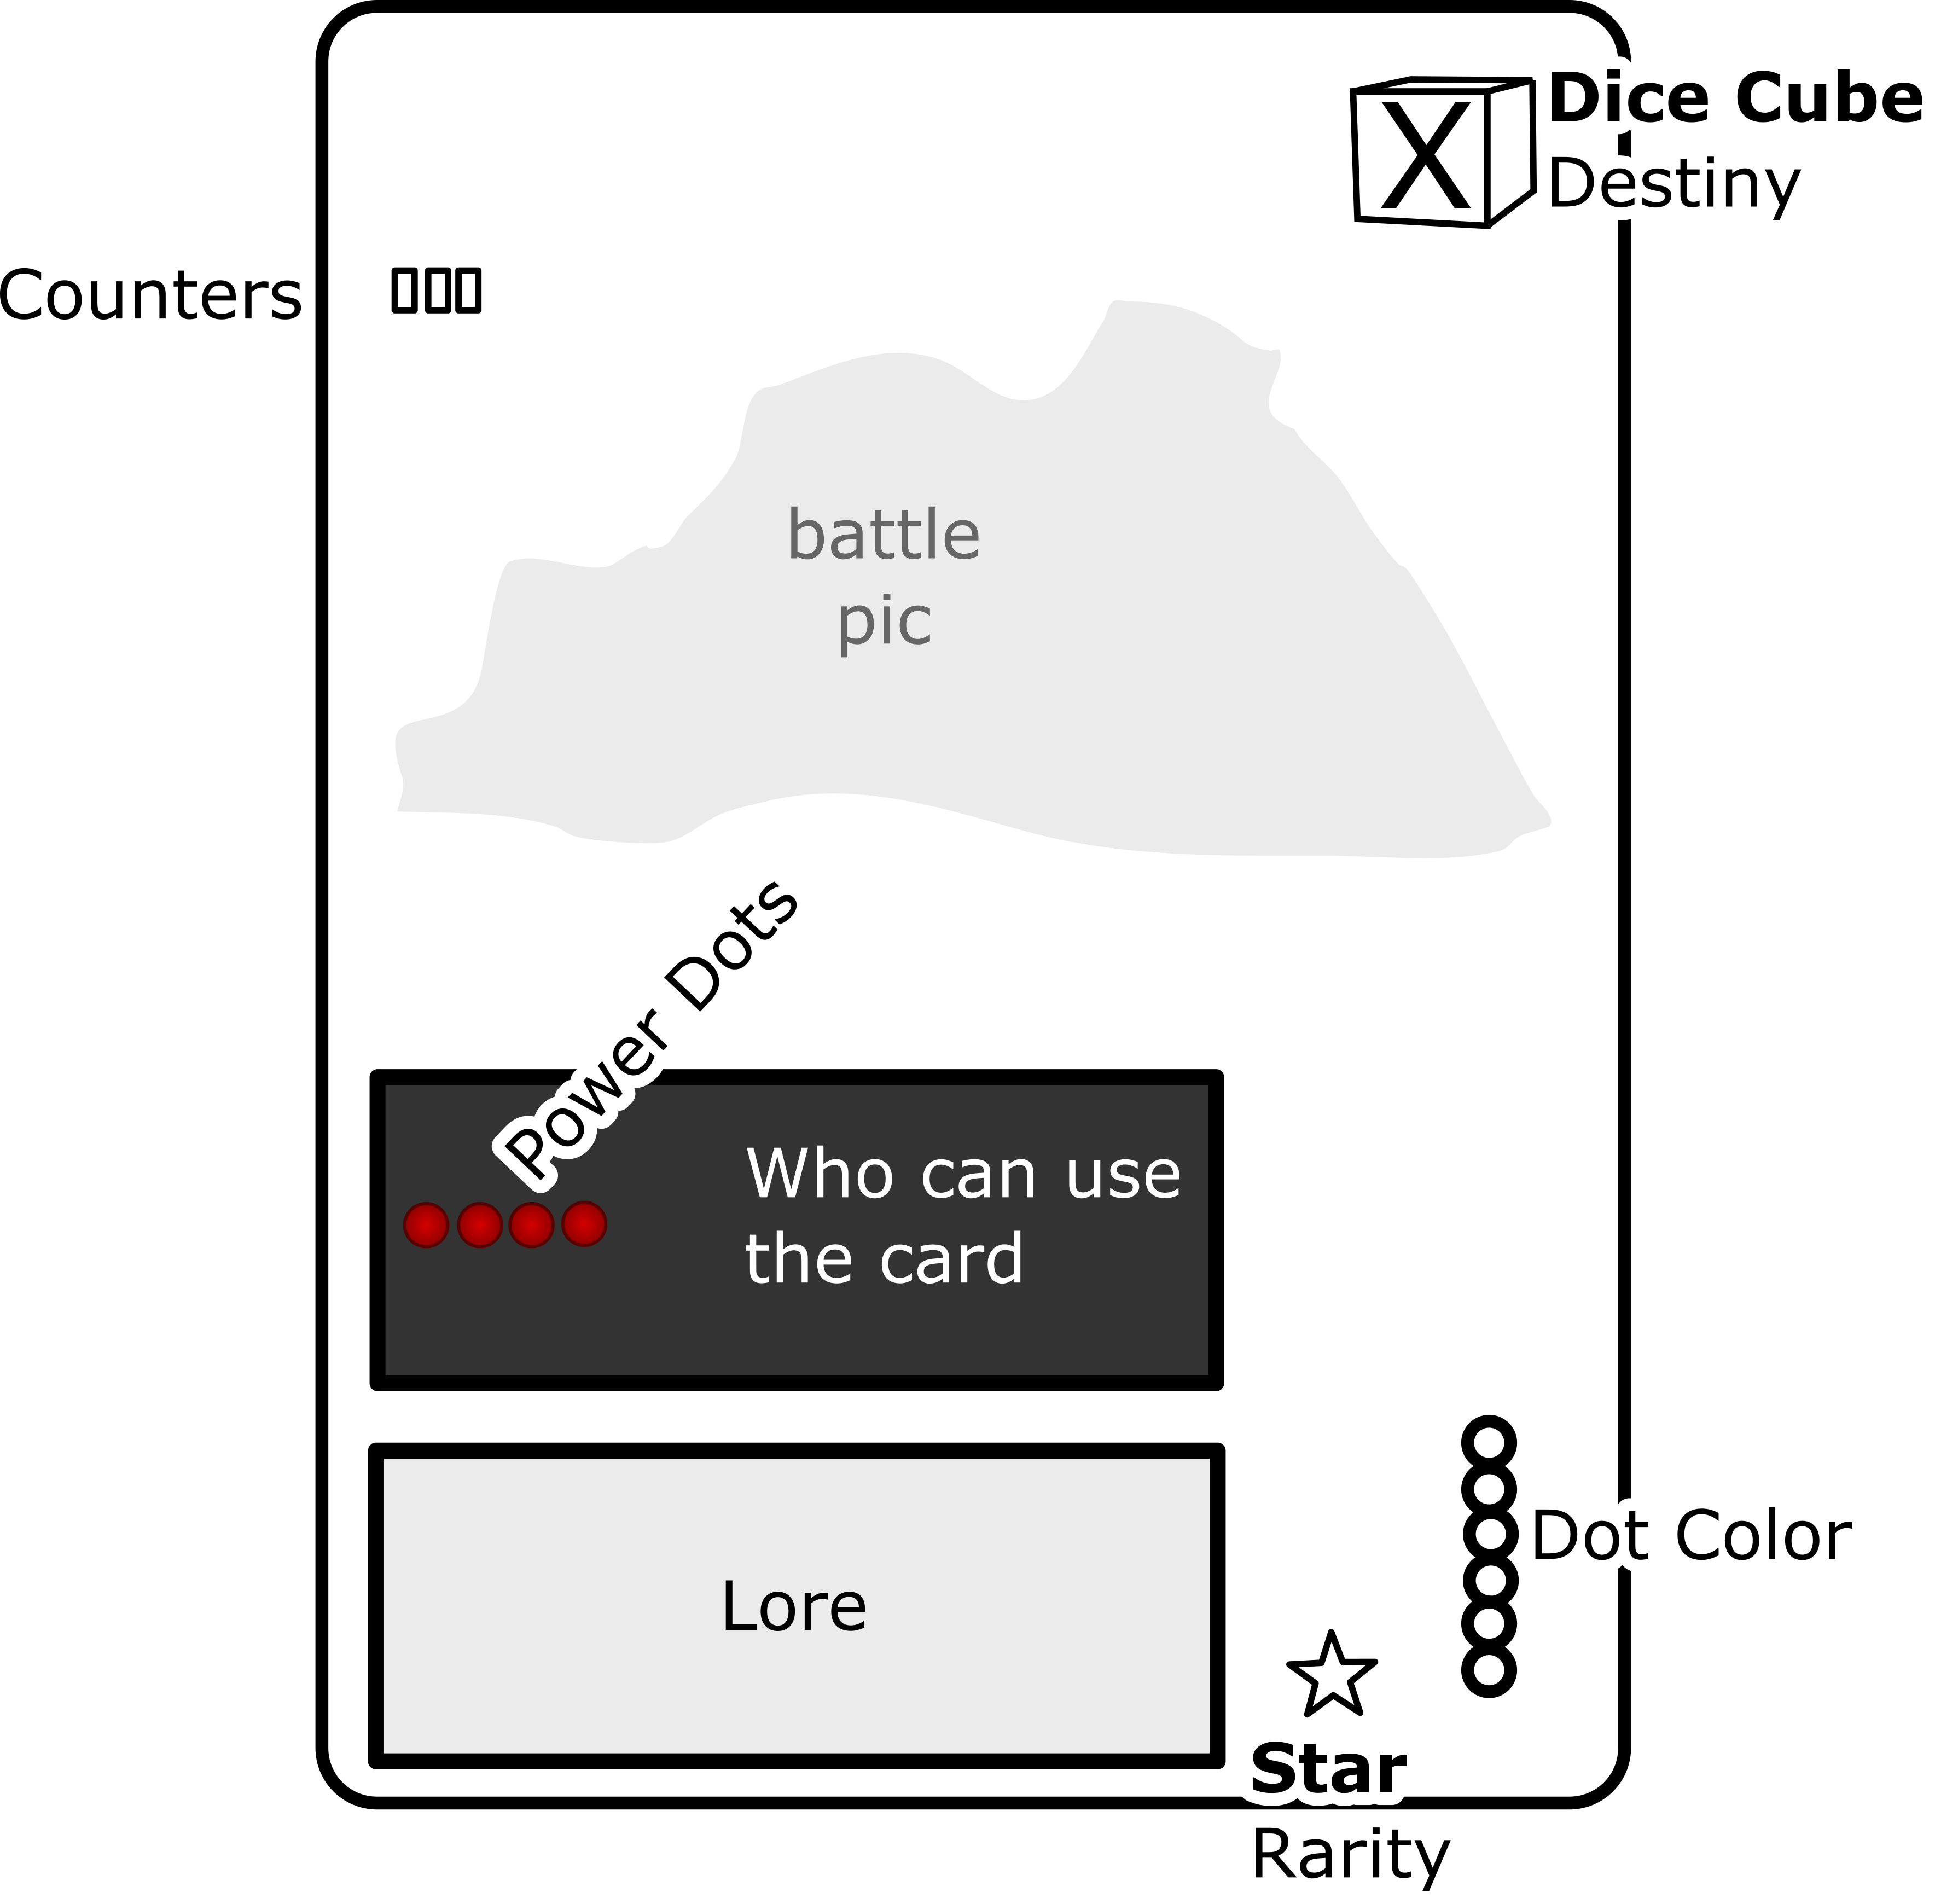 Dice Cube
X
Destiny
Counters
battle
pic
Power Dots
Who can use
the card
Dot Color
Lore
Star
Rarity